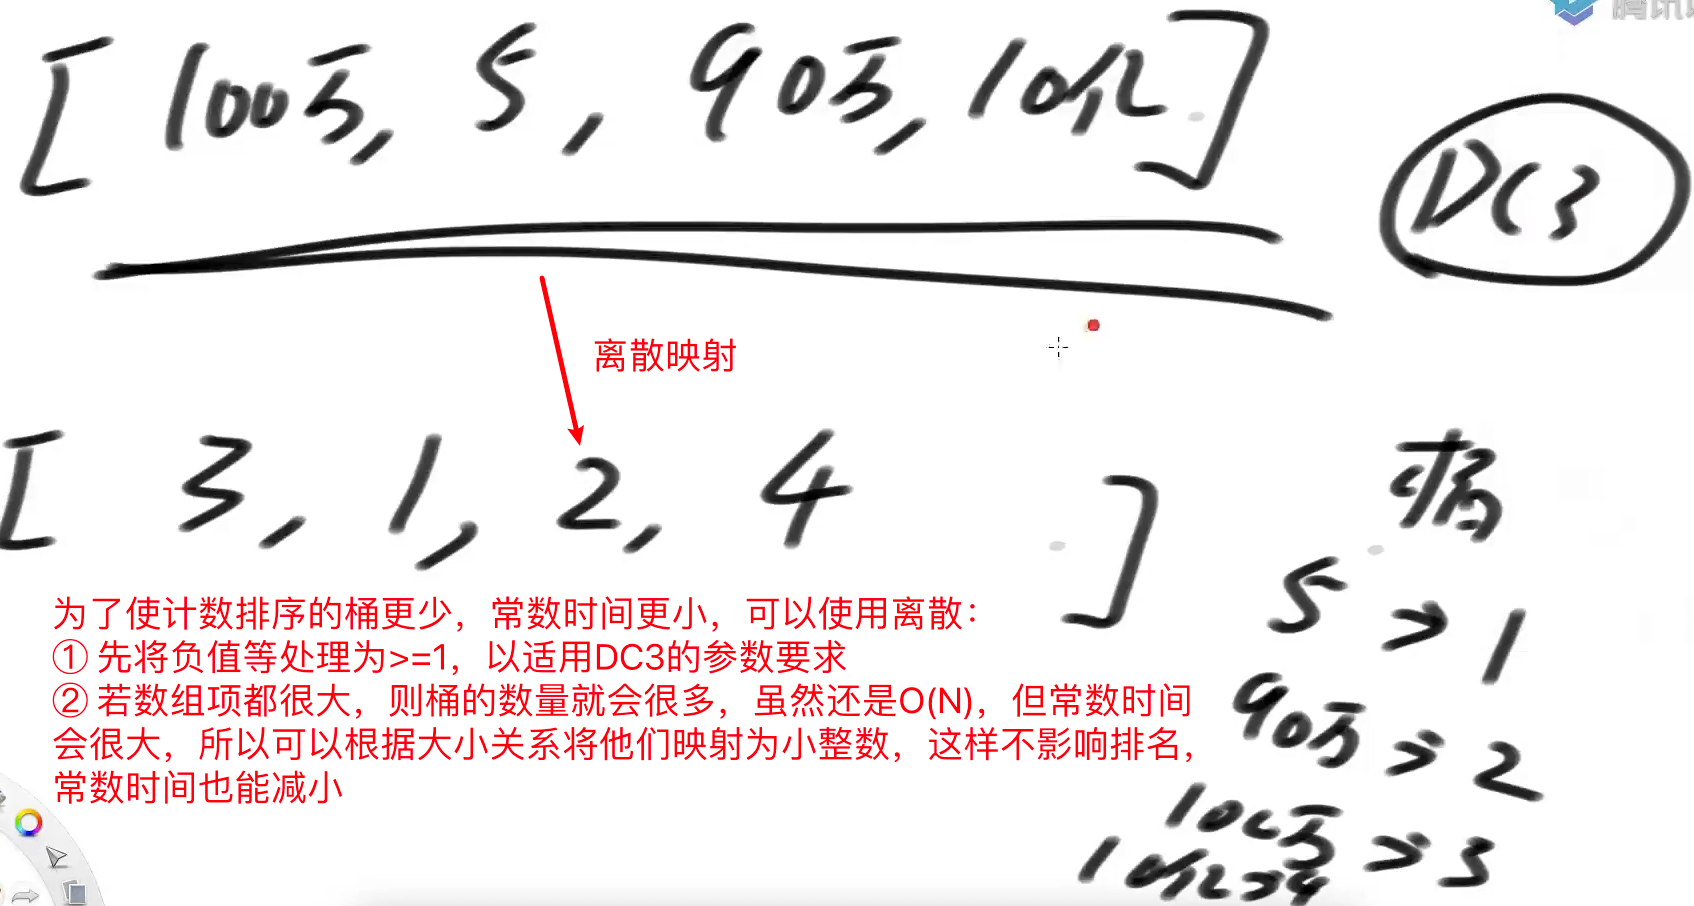 腾讯
[ 100万, 5, 90万, 10亿 ]
DC3
离散映射
[ 3, 1, 2, 4 ]
为了使计数排序的桶更少，常数时间更小，可以使用离散：
① 先将负值等处理为>=1，以适用DC3的参数要求
② 若数组项都很大，则桶的数量就会很多，虽然还是O(N)，但常数时间
会很大，所以可以根据大小关系将他们映射为小整数，这样不影响排名，
常数时间也能减小
5 -> 1
90万 -> 2
100万 -> 3
10亿 -> 4